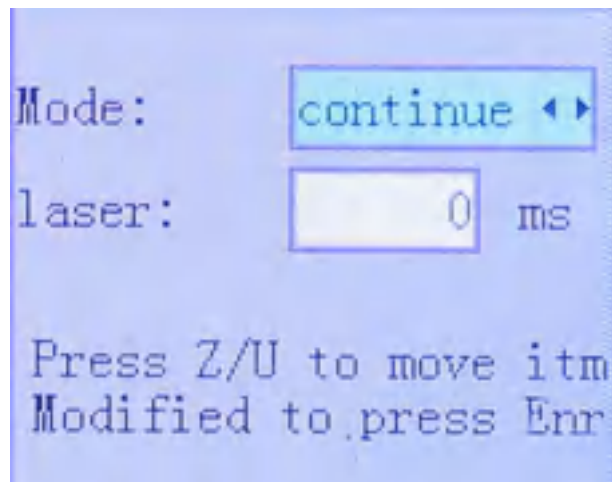 Mode: continue
laser: 0 ms
Press Z/U to move itm
Modified to press Enr